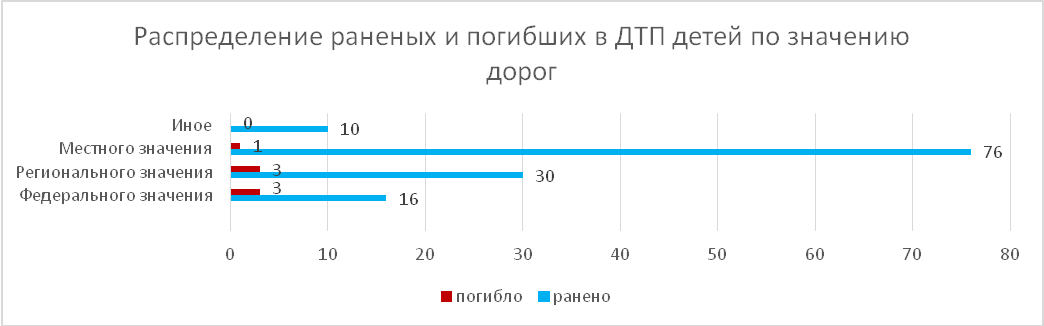 Распределение раненых и погибших в ДТП детей по значению
дорог
Иное 0 10
Местного значения 1 76
Регионального значения 3 30
Федерального значения 3 16
0 10 20 30 40 50 60 70 80
погибло ранено